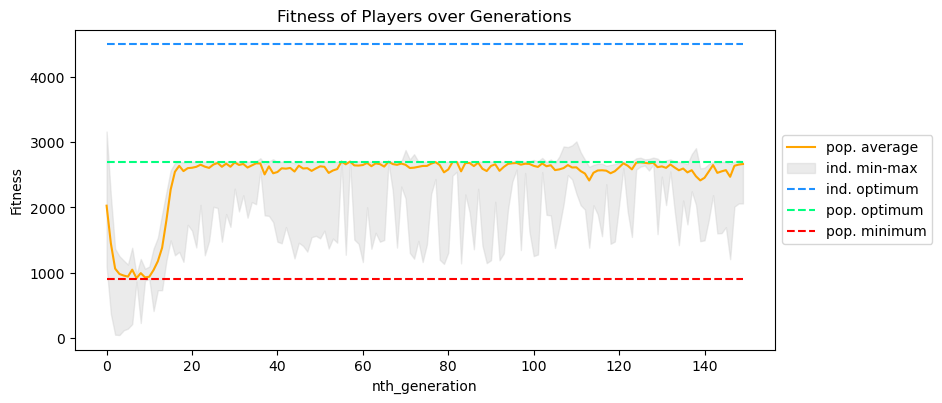 Fitness of Players over Generations
Fitness
4000
3000
2000
1000
0
0 20 40 60 80 100 120 140
nth_generation
pop. average
ind. min-max
ind. optimum
pop. optimum
pop. minimum